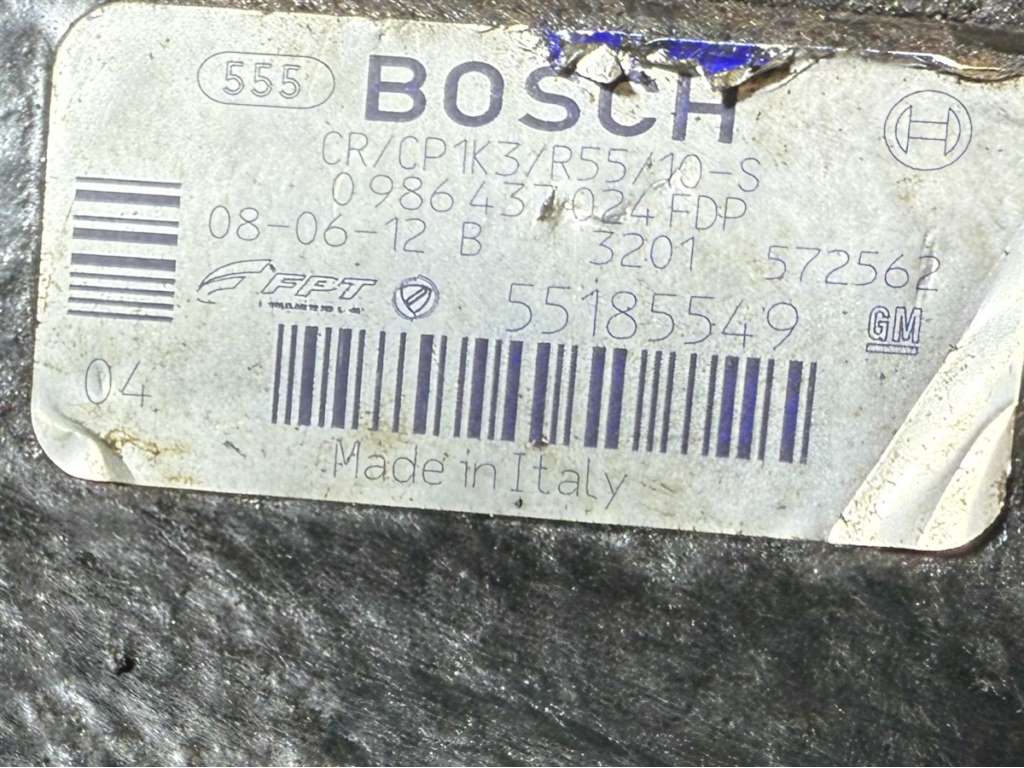 555 BOSCH
CR/CP1K3/R55/10-S
0 986 437 024 FDP
08-06-12 B 3201 572562
FPT 55185549 GM
04
Made in Italy